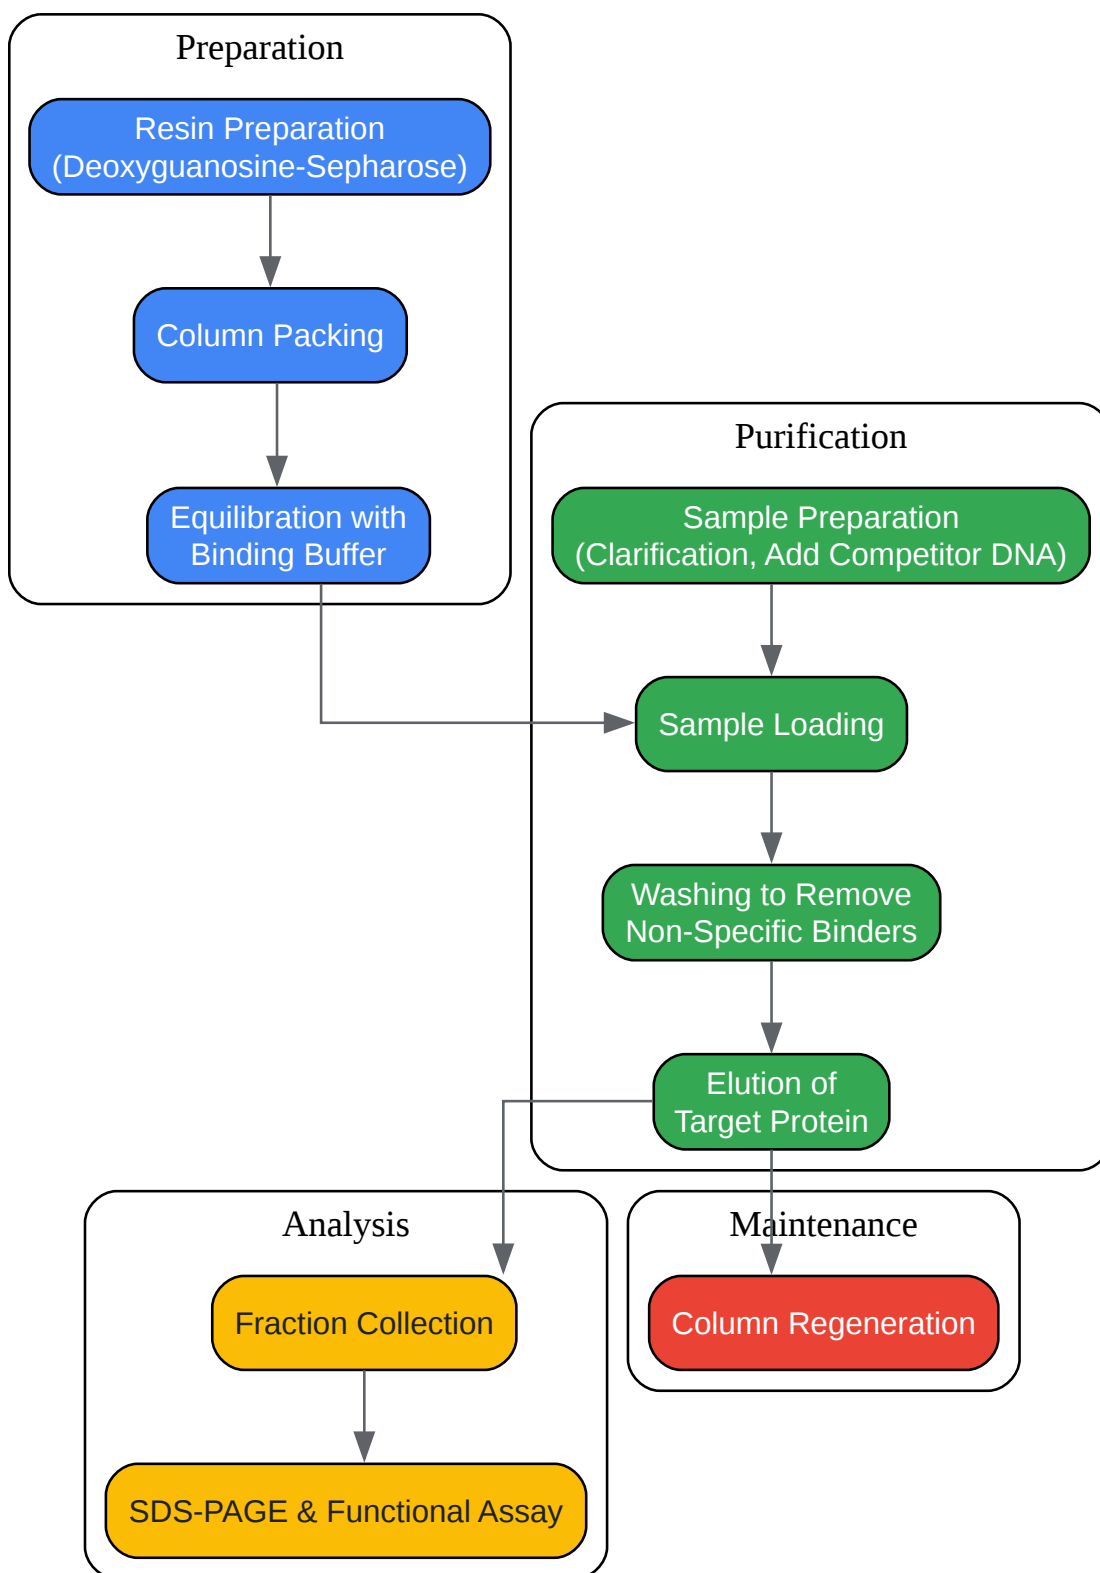 Preparation
Resin Preparation
(Deoxyguanosine-Sepharose)
Column Packing
Equilibration with
Binding Buffer
Purification
Sample Preparation
(Clarification, Add Competitor DNA)
Sample Loading
Washing to Remove
Non-Specific Binders
Elution of
Target Protein
Analysis
Fraction Collection
SDS-PAGE & Functional Assay
Maintenance
Column Regeneration